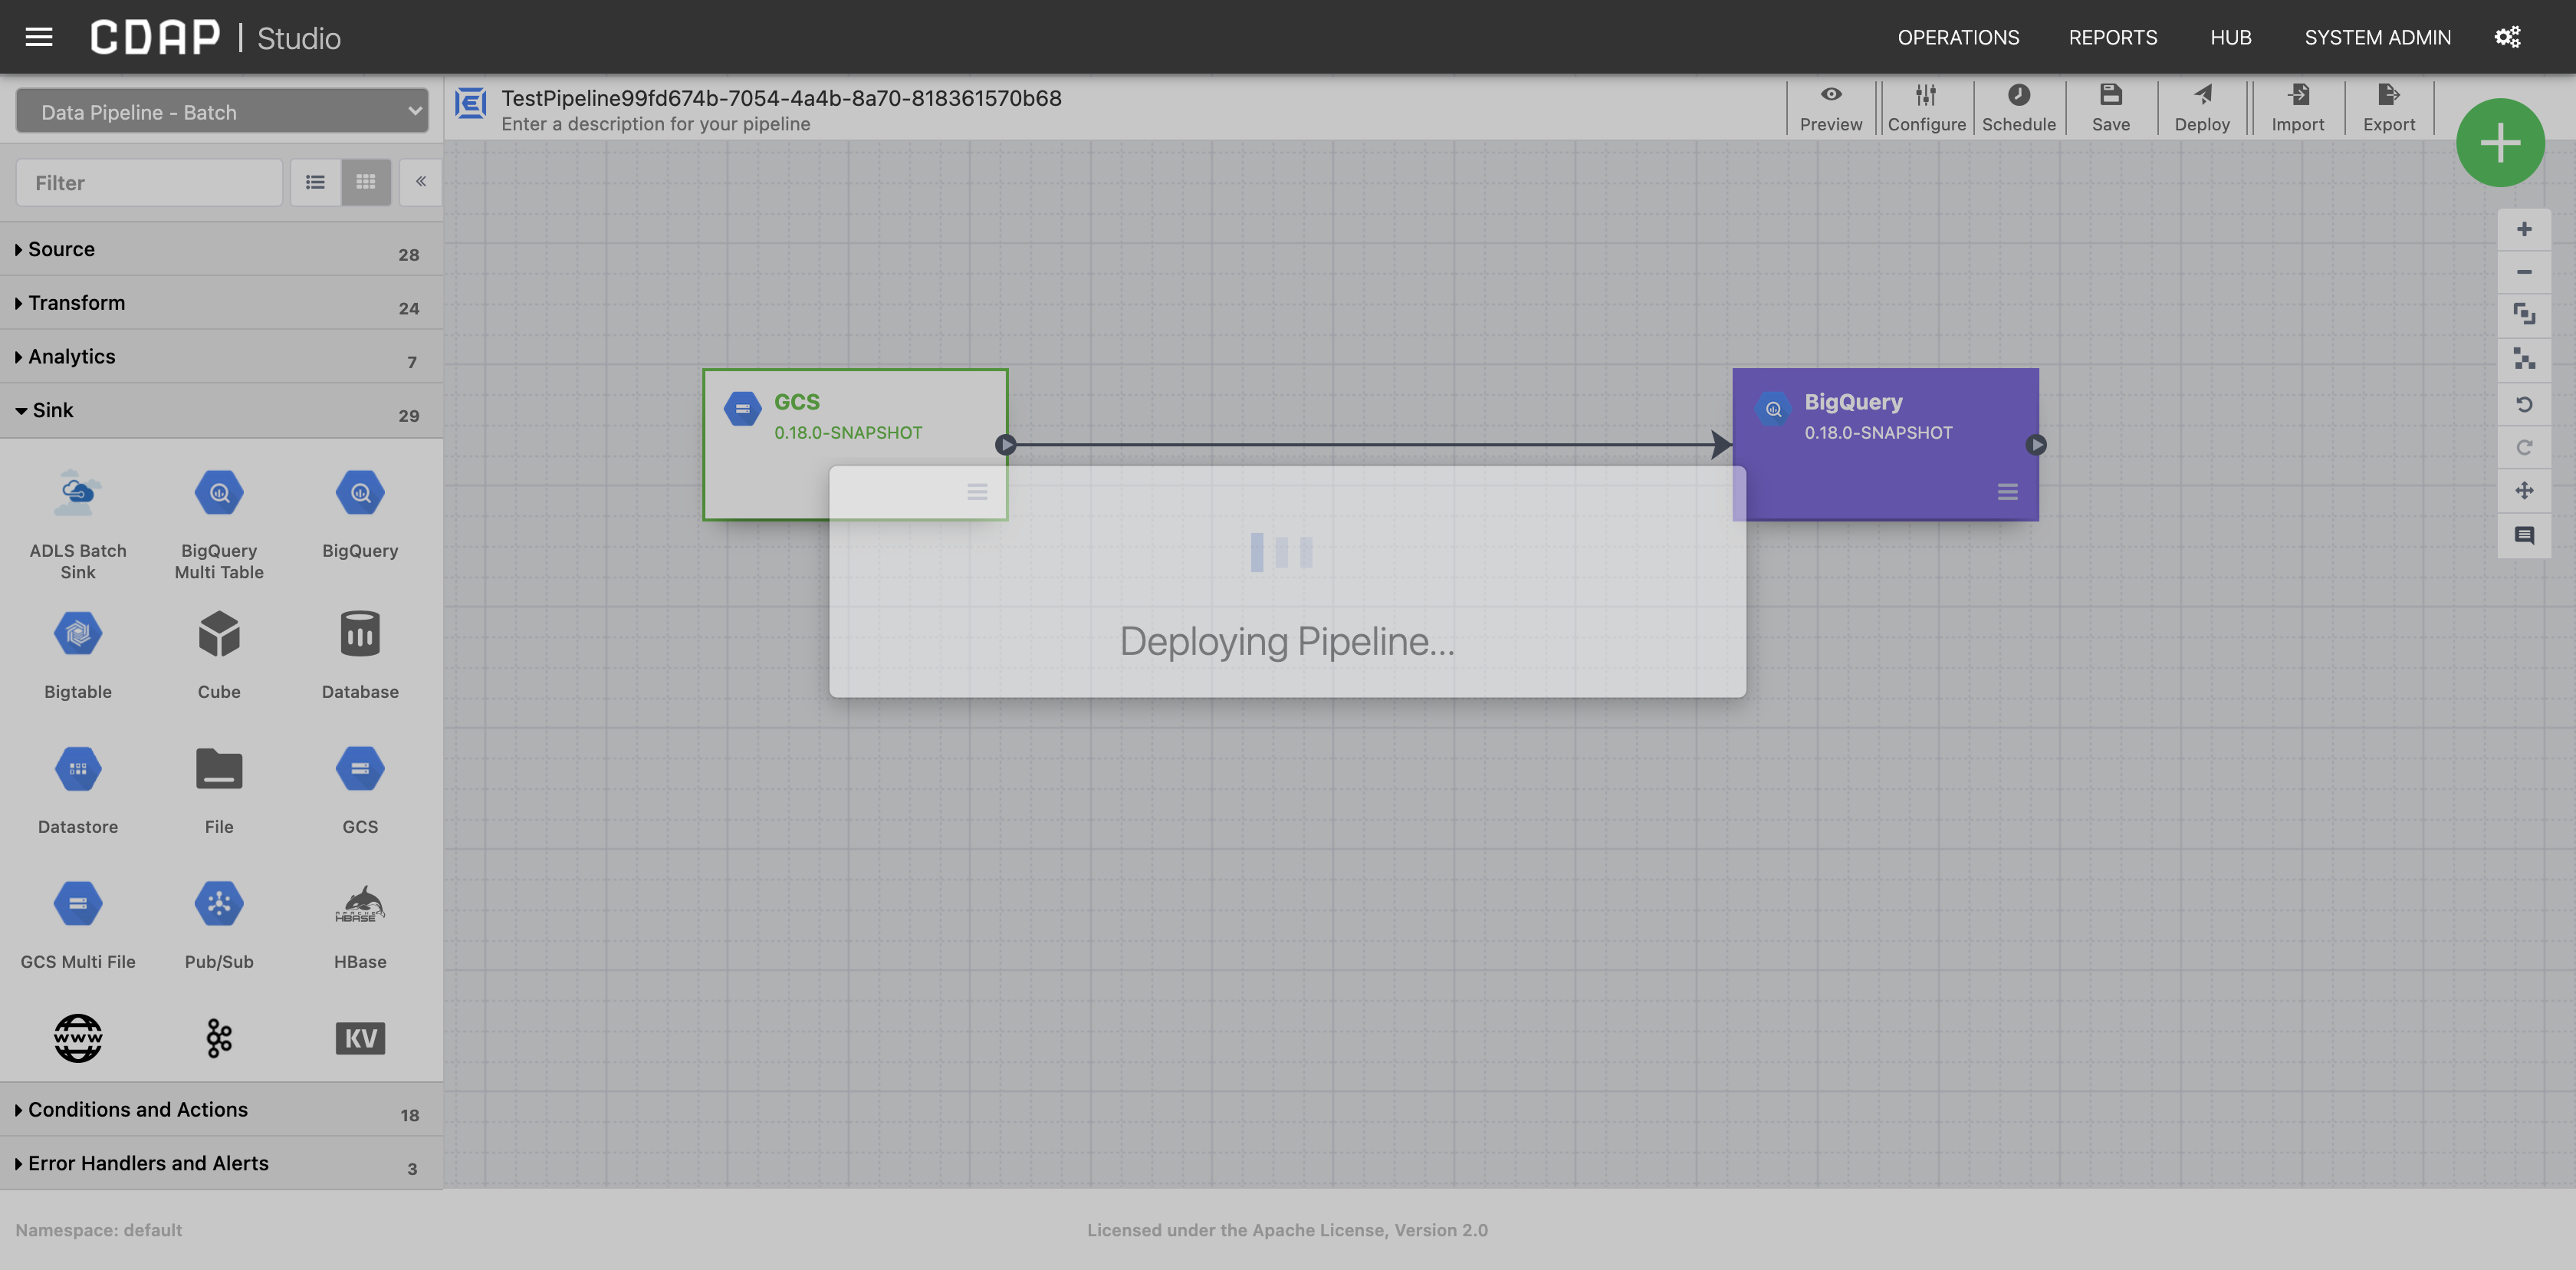 CDAP | Studio
OPERATIONS
REPORTS
HUB
SYSTEM ADMIN
Data Pipeline - Batch
TestPipeline99fd674b-7054-4a4b-8a70-818361570b68
Enter a description for your pipeline
Preview
Configure
Schedule
Save
Deploy
Import
Export
Filter
Source
28
Transform
24
Analytics
7
Sink
29
ADLS Batch
Sink
BigQuery
Multi Table
BigQuery
Bigtable
Cube
Database
Datastore
File
GCS
GCS Multi File
Pub/Sub
APACHE
HBASE
HBase
WWW
KV
Conditions and Actions
18
Error Handlers and Alerts
3
GCS
0.18.0-SNAPSHOT
BigQuery
0.18.0-SNAPSHOT
Deploying Pipeline...
Namespace: default
Licensed under the Apache License, Version 2.0